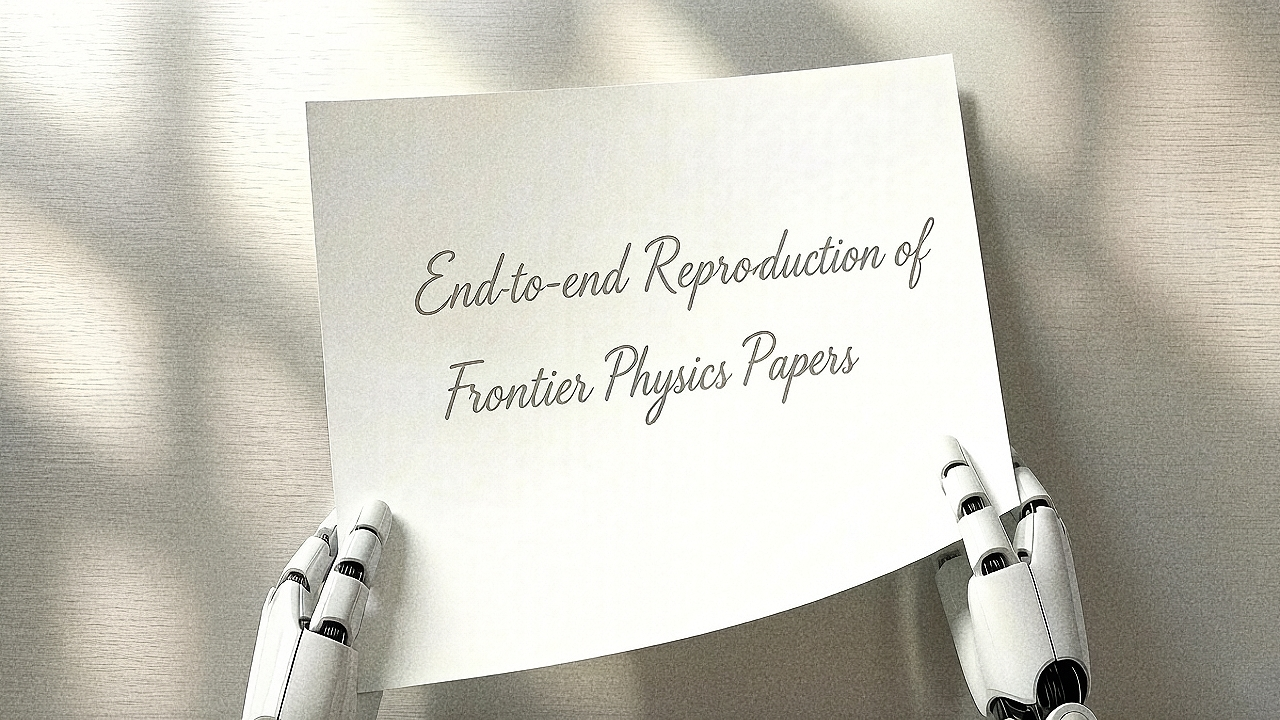 End-to-end Reproduction of
Frontier Physics Papers